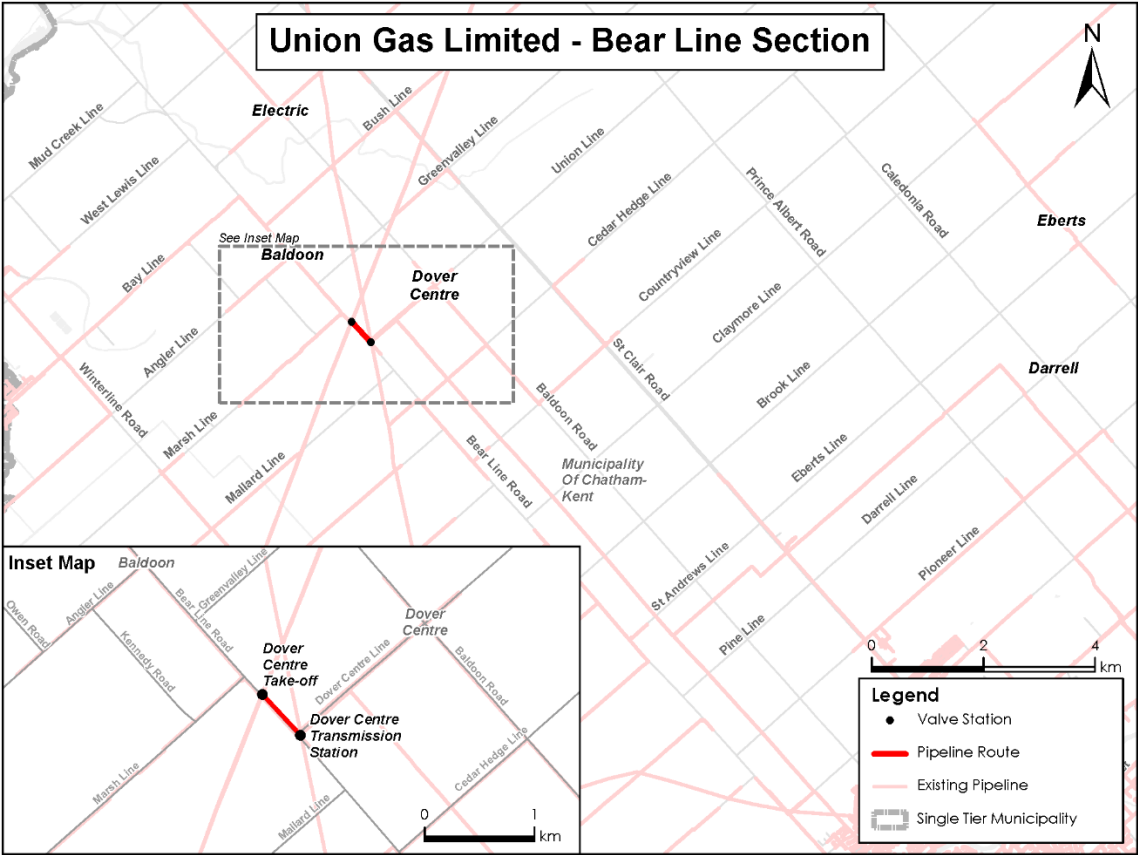 Union Gas Limited - Bear Line Section
N
Electric
Bush Line
Mud Creek Line
Greenvalley Line
Union Line
West Lewis Line
Cedar Hedge Line
Prince Albert Road
Caledonia Road
Eberts
See Inset Map
Baldoon
Bay Line
Countryview Line
Dover
Centre
Claymore Line
Angler Line
St Clair Road
Darrell
Brook Line
Winterline Road
Marsh Line
Baldoon Road
Bear Line Road
Mallard Line
Municipality
Of Chatham-
Kent
Eberts Line
Darrell Line
Pioneer Line
St Andrews Line
Pine Line
Inset Map
Baldoon
Greenvalley Line
Angler Line
Bear Line Road
Owen Road
Kennedy Road
Dover
Centre
Dover
Centre
Take-off
Dover Centre Line
Baldoon Road
Dover Centre
Transmission
Station
Marsh Line
Cedar Hedge Line
Mallard Line
0 1
km
0 2 4
km
Legend
Valve Station
Pipeline Route
Existing Pipeline
Single Tier Municipality